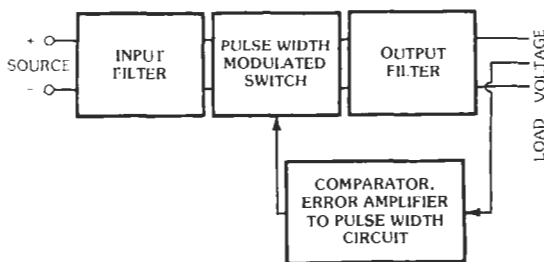 +
SOURCE
-
INPUT
FILTER
PULSE WIDTH
MODULATED
SWITCH
OUTPUT
FILTER
LOAD VOLTAGE
COMPARATOR,
ERROR AMPLIFIER
TO PULSE WIDTH
CIRCUIT